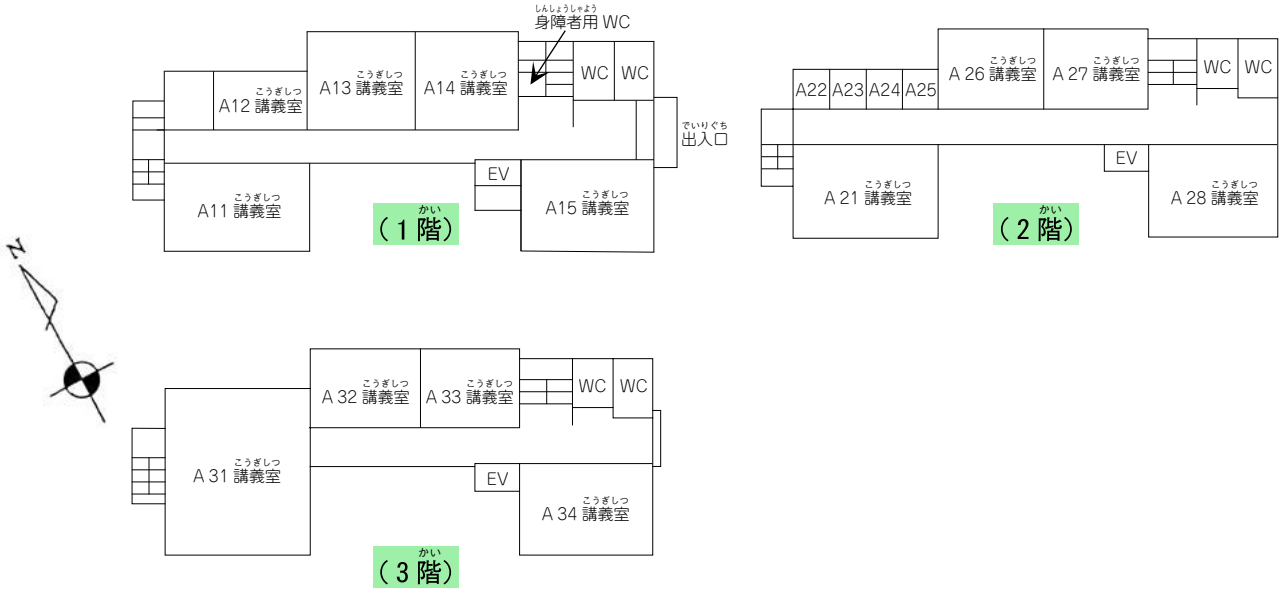 しんしょうしゃよう
身障者用 WC
こうぎしつ
A12 講義室
こうぎしつ
A13 講義室
こうぎしつ
A14 講義室
WC
WC
でいりぐち
出入口
こうぎしつ
A11 講義室
EV
こうぎしつ
A15 講義室
かい
(1階)
A22
A23
A24
A25
こうぎしつ
A 26 講義室
こうぎしつ
A 27 講義室
WC
WC
こうぎしつ
A 21 講義室
EV
こうぎしつ
A 28 講義室
かい
(2階)
N
こうぎしつ
A 31 講義室
こうぎしつ
A 32 講義室
こうぎしつ
A 33 講義室
WC
WC
EV
こうぎしつ
A 34 講義室
かい
(3階)